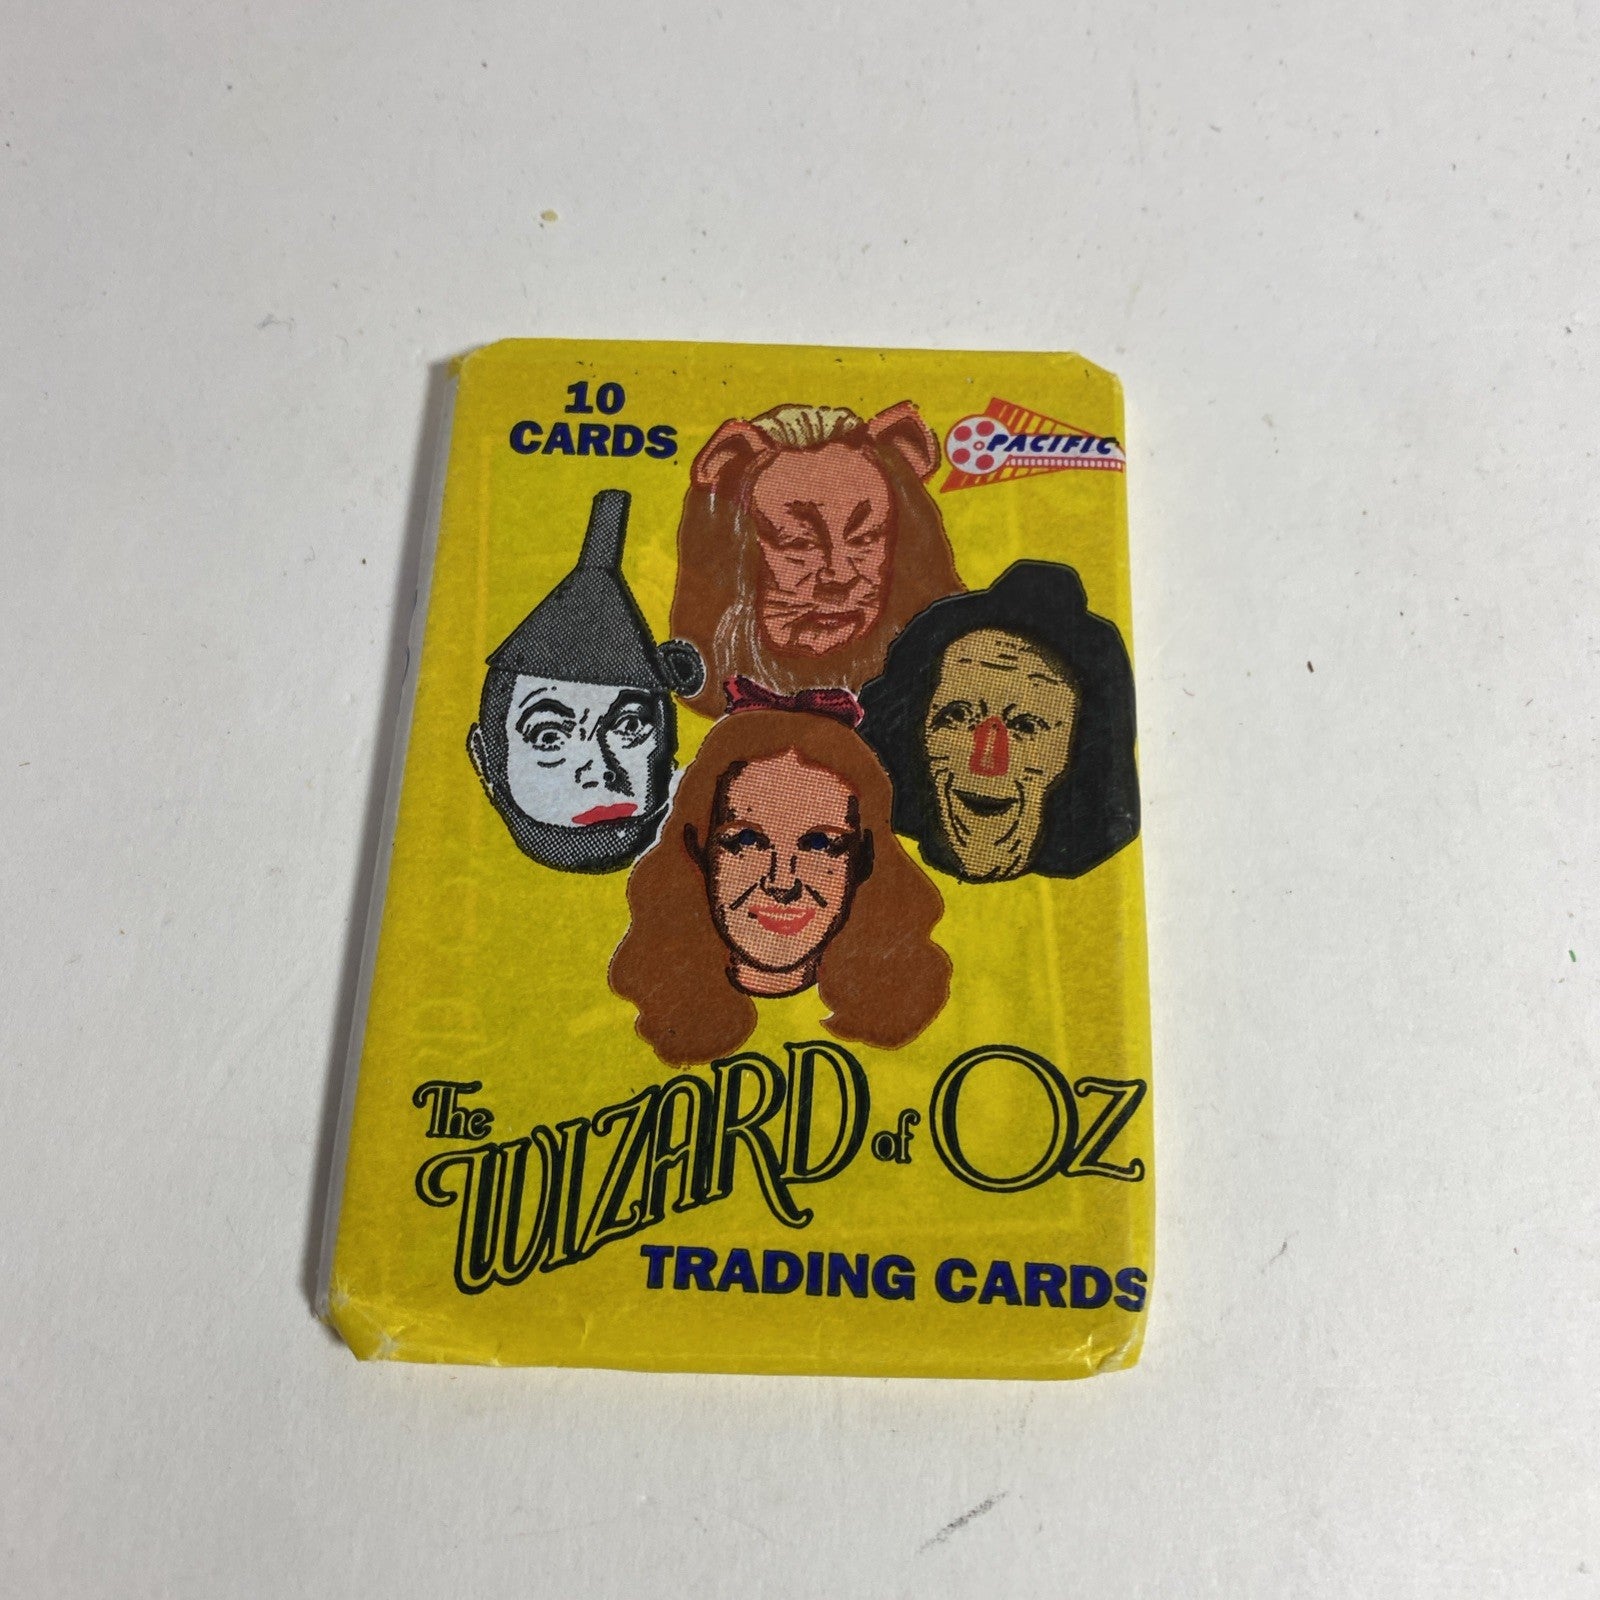 10
CARDS
PACIFIC
The
WIZARD of OZ
TRADING CARDS